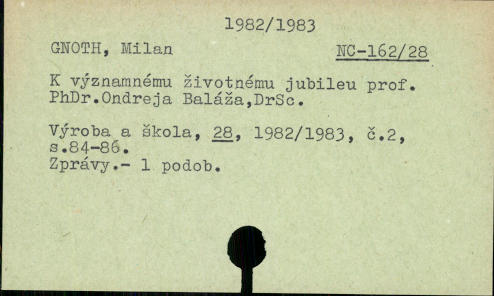 1982/1983
GNOTH, Milan NC-162/28
K významnému životnému jubileu prof.
PhDr.Ondreja Baláža,DrSc.
Výroba a škola, 28, 1982/1983, č.2,
s.84-86.
Zprávy.- 1 podob.